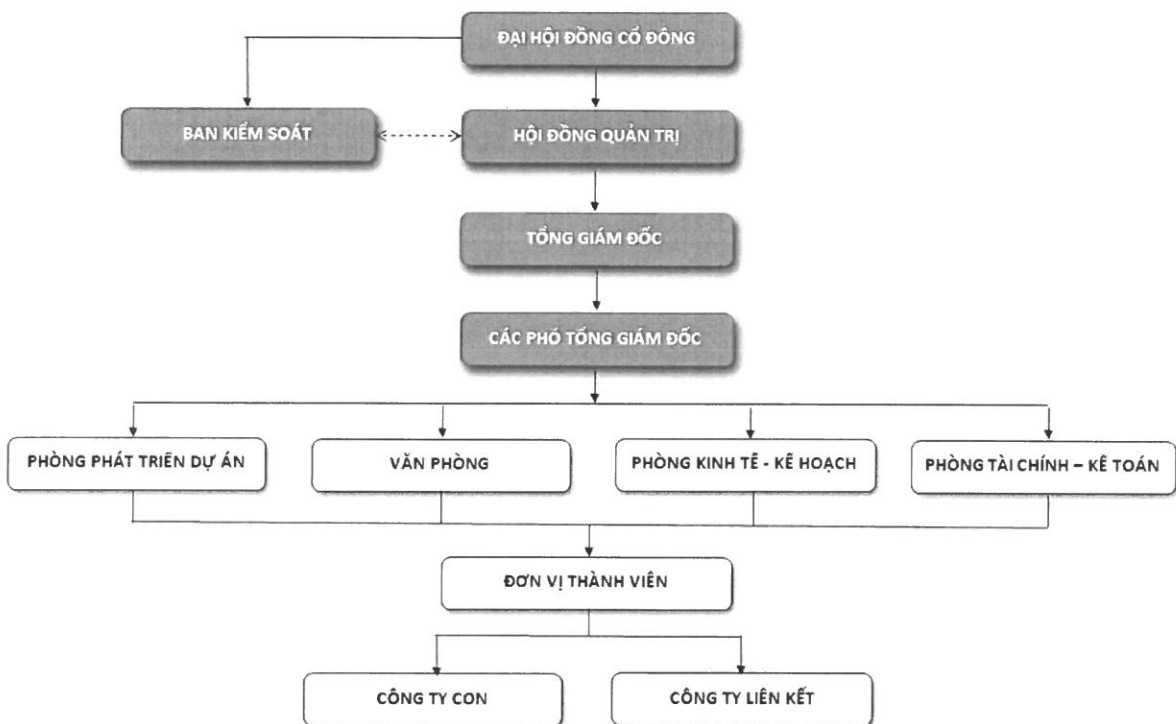 ĐẠI HỘI ĐỒNG CỔ ĐÔNG
BAN KIỂM SOÁT
HỘI ĐỒNG QUẢN TRỊ
TỔNG GIÁM ĐỐC
CÁC PHÓ TỔNG GIÁM ĐỐC
PHÒNG PHÁT TRIỂN DỰ ÁN
VĂN PHÒNG
PHÒNG KINH TẾ - KẾ HOẠCH
PHÒNG TÀI CHÍNH – KẾ TOÁN
ĐƠN VỊ THÀNH VIÊN
CÔNG TY CON
CÔNG TY LIÊN KẾT